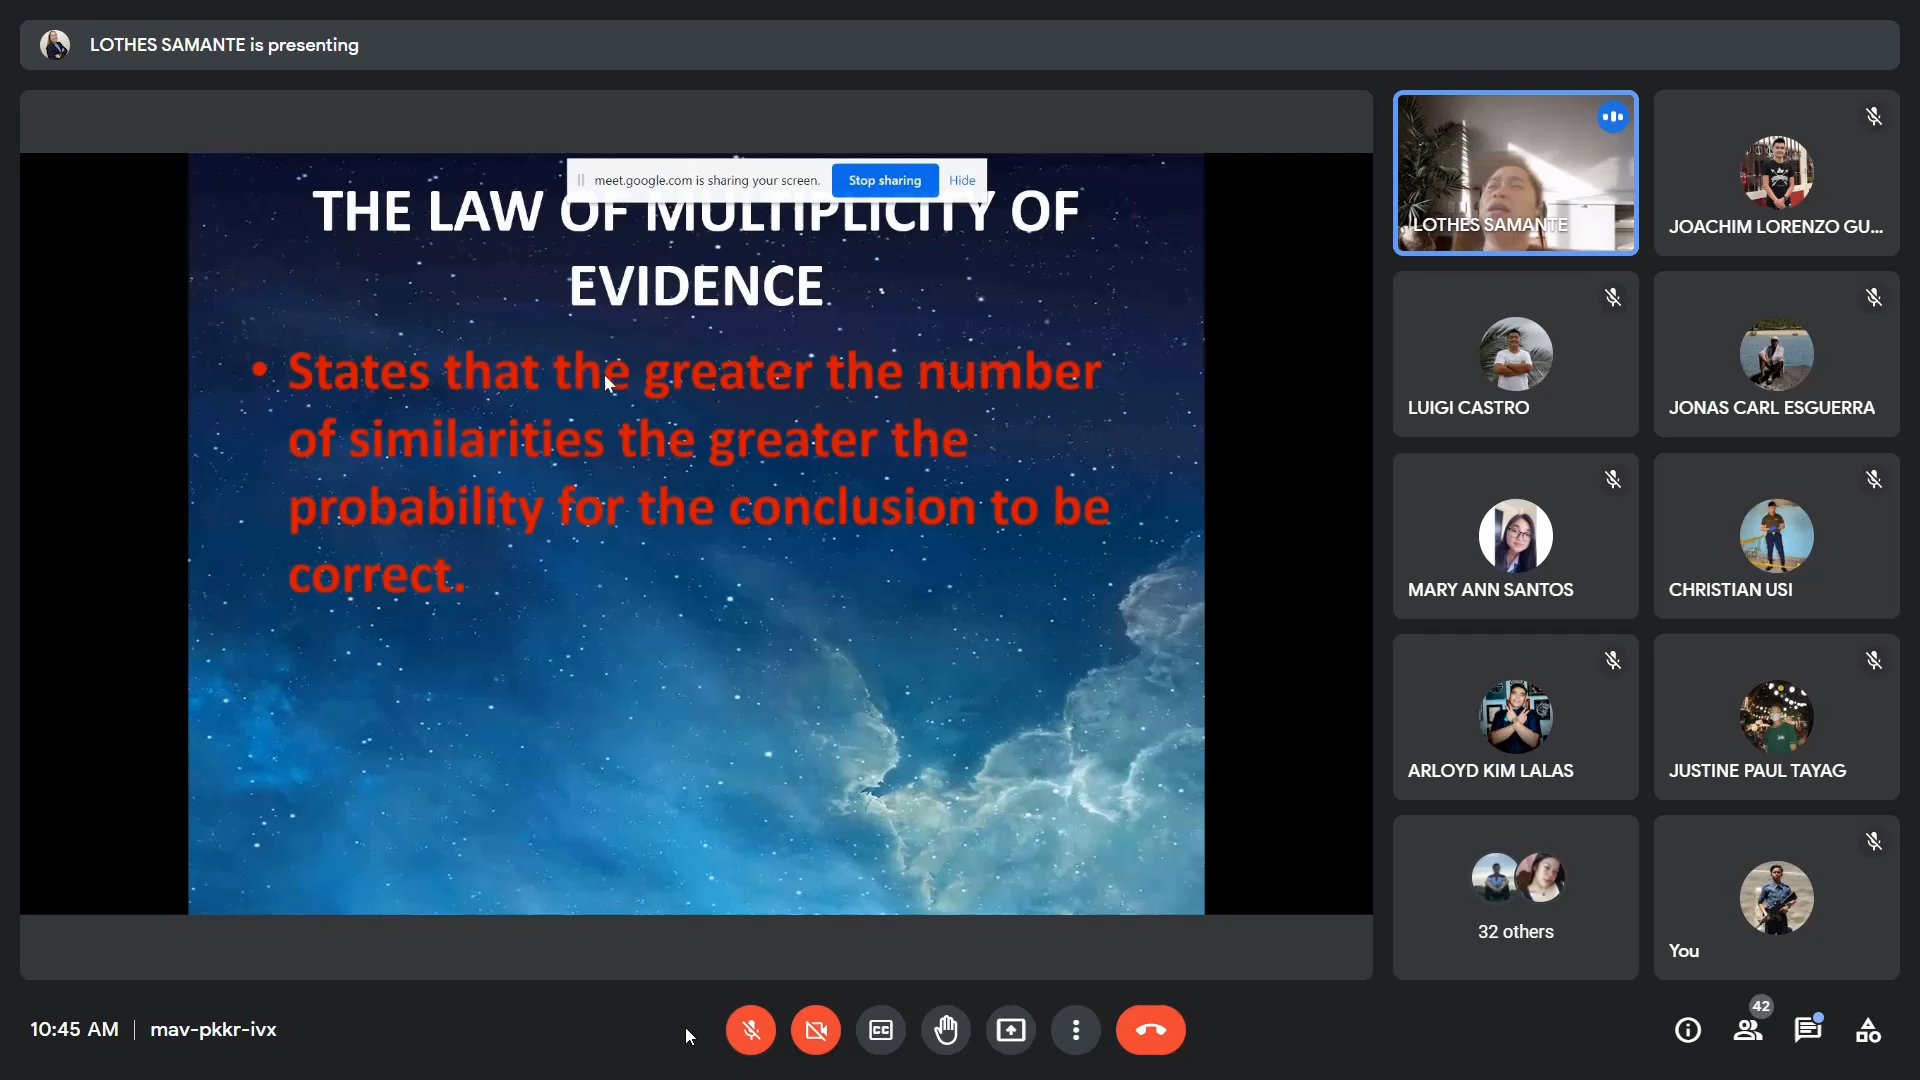 LOTHES SAMANTE is presenting
meet.google.com is sharing your screen. Stop sharing Hide
THE LAW OF MULTIPLICITY OF
EVIDENCE
• States that the greater the number
of similarities the greater the
probability for the conclusion to be
correct.
LOTHES SAMANTE
JOACHIM LORENZO GU...
LUIGI CASTRO
JONAS CARL ESGUERRA
MARY ANN SANTOS
CHRISTIAN USI
ARLOYD KIM LALAS
JUSTINE PAUL TAYAG
32 others
You
10:45 AM | mav-pkkr-ivx
CC
42